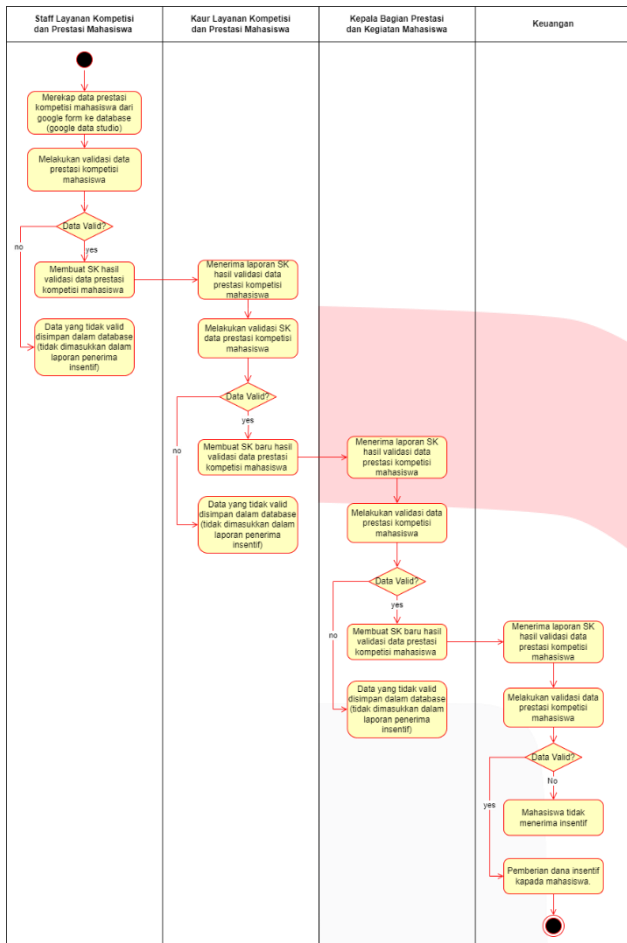 Staff Layanan Kompetisi
dan Prestasi Mahasiswa
Kaur Layanan Kompetisi
dan Prestasi Mahasiswa
Kepala Bagian Prestasi
dan Kegiatan Mahasiswa
Keuangan
Merekap data prestasi
kompetisi mahasiswa dari
google form ke database
(google data studio)
Melakukan validasi data
prestasi kompetisi
mahasiswa
Data Valid?
no
yes
Membuat SK hasil
validasi data prestasi
kompetisi mahasiswa
Data yang tidak valid
disimpan dalam database
(tidak dimasukkan dalam
laporan penerima
insentif)
Menerima laporan SK
hasil validasi data
prestasi kompetisi
mahasiswa
Melakukan validasi SK
data prestasi kompetisi
mahasiswa
Data Valid?
yes
no
Membuat SK baru hasil
validasi data prestasi
kompetisi mahasiswa
Data yang tidak valid
disimpan dalam database
(tidak dimasukkan dalam
laporan penerima
insentif)
Menerima laporan SK
hasil validasi data
prestasi kompetisi
mahasiswa
Melakukan validasi data
prestasi kompetisi
mahasiswa
Data Valid?
yes
no
Membuat SK baru hasil
validasi data prestasi
kompetisi mahasiswa
Data yang tidak valid
disimpan dalam database
(tidak dimasukkan dalam
laporan penerima
insentif)
Menerima laporan SK
hasil validasi data
prestasi kompetisi
mahasiswa
Melakukan validasi data
prestasi kompetisi
mahasiswa
Data Valid?
No
yes
Mahasiswa tidak
menerima insentif
Pemberian dana insentif
kapada mahasiswa.